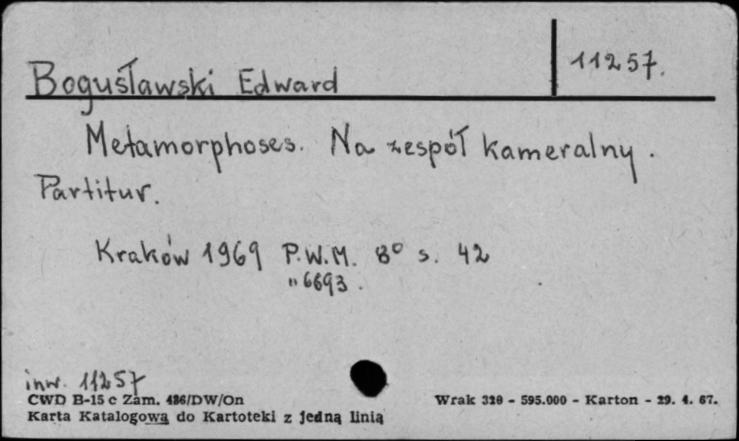 11257.
Bogusławski Edward
Metamorphoses. Na zespół kameralny.
Partitur.
Kraków 1969 P.W.M. 8° s. 42
"6693.
inw. 11257
CWD B-15 c Zam. 486/DW/On
Wrak 320 - 595.000 - Karton - 29. 4. 67.
Karta Katalogową do Kartoteki z jedną linią